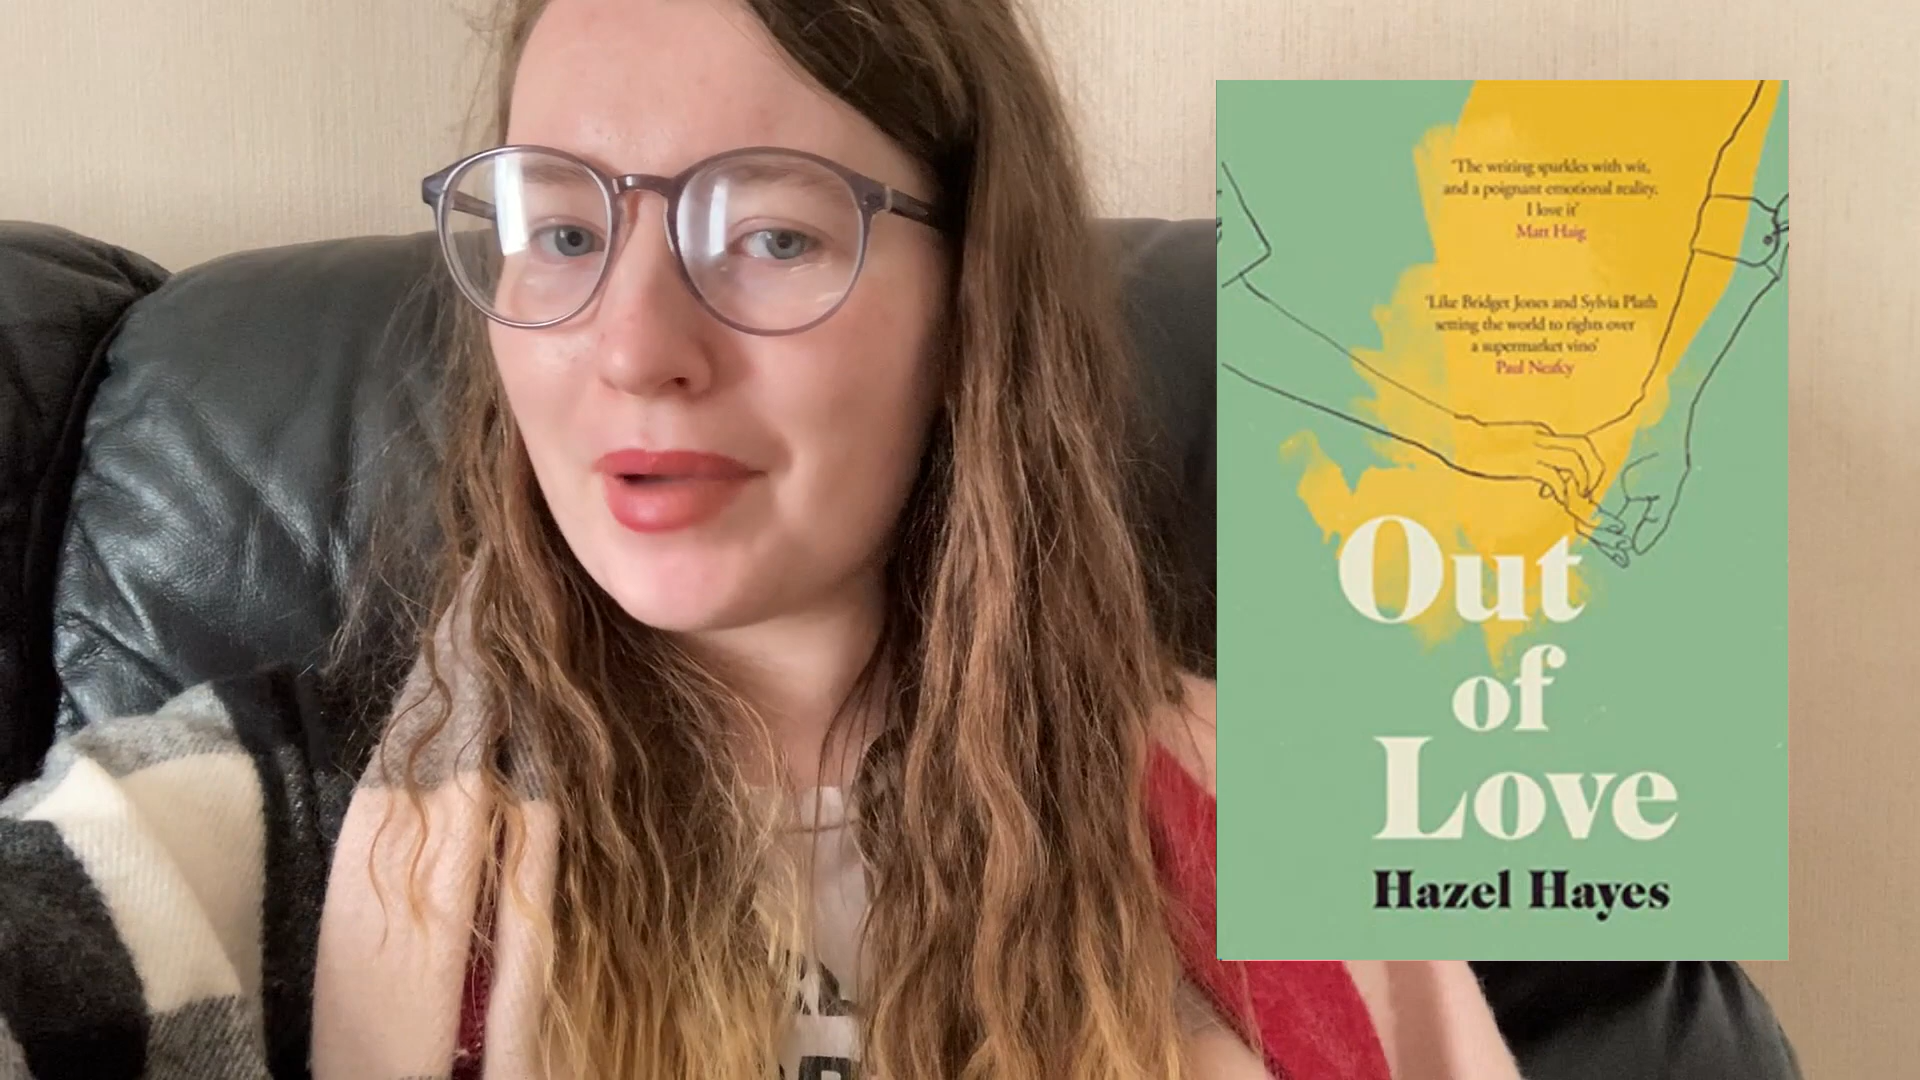 'The writing sparkles with wit,
and a poignant emotional reality.
I love it'
Matt Haig
'Like Bridget Jones and Sylvia Plath
setting the world to rights over
a supermarket vino'
Paul Neafcy
Out
of
Love
Hazel Hayes